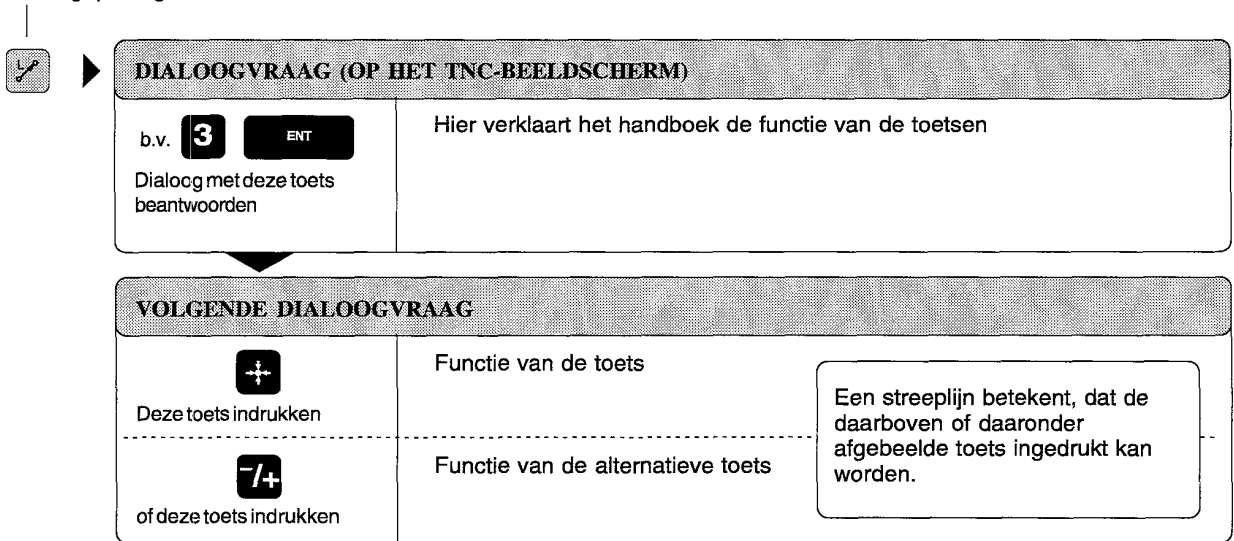 DIALOOGVRAAG (OP HET TNC-BEELDSCHERM)
b.v. 3 ENT
Hier verklaart het handboek de functie van de toetsen
Dialoog met deze toets
beantwoorden
VOLGENDE DIALOOGVRAAG
Functie van de toets
Deze toets indrukken
Een streeplijn betekent, dat de
daarboven of daaronder
afgebeelde toets ingedrukt kan
worden.
-/+
Functie van de alternatieve toets
of deze toets indrukken